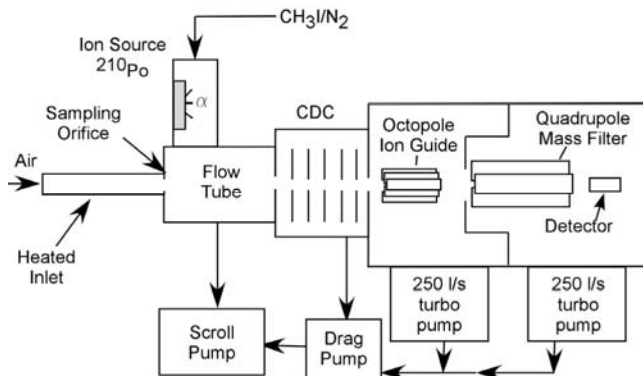 CH3I/N2
Ion Source
210Po
α
Sampling
Orifice
CDC
Octopole
Ion Guide
Quadrupole
Mass Filter
Air
Flow
Tube
Heated
Inlet
Detector
250 l/s
turbo
pump
250 l/s
turbo
pump
Scroll
Pump
Drag
Pump